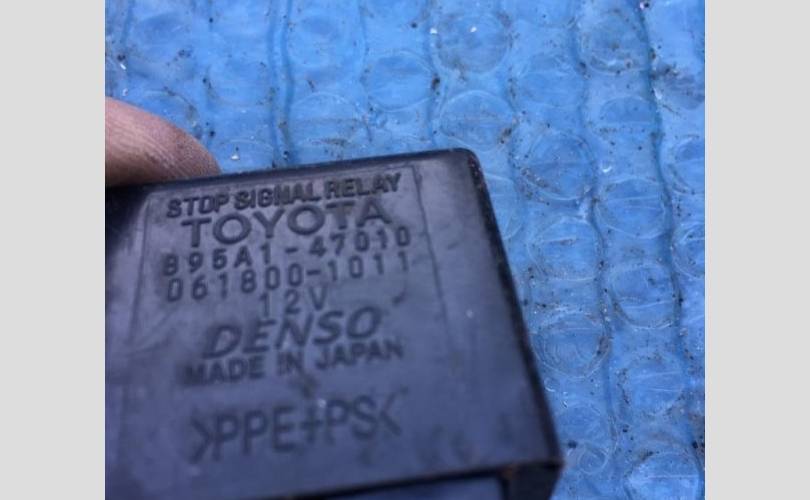 STOP SIGNAL RELAY
TOYOTA
895A1-47010
061800-1011
12V
DENSO
MADE IN JAPAN
>PPE+PS<